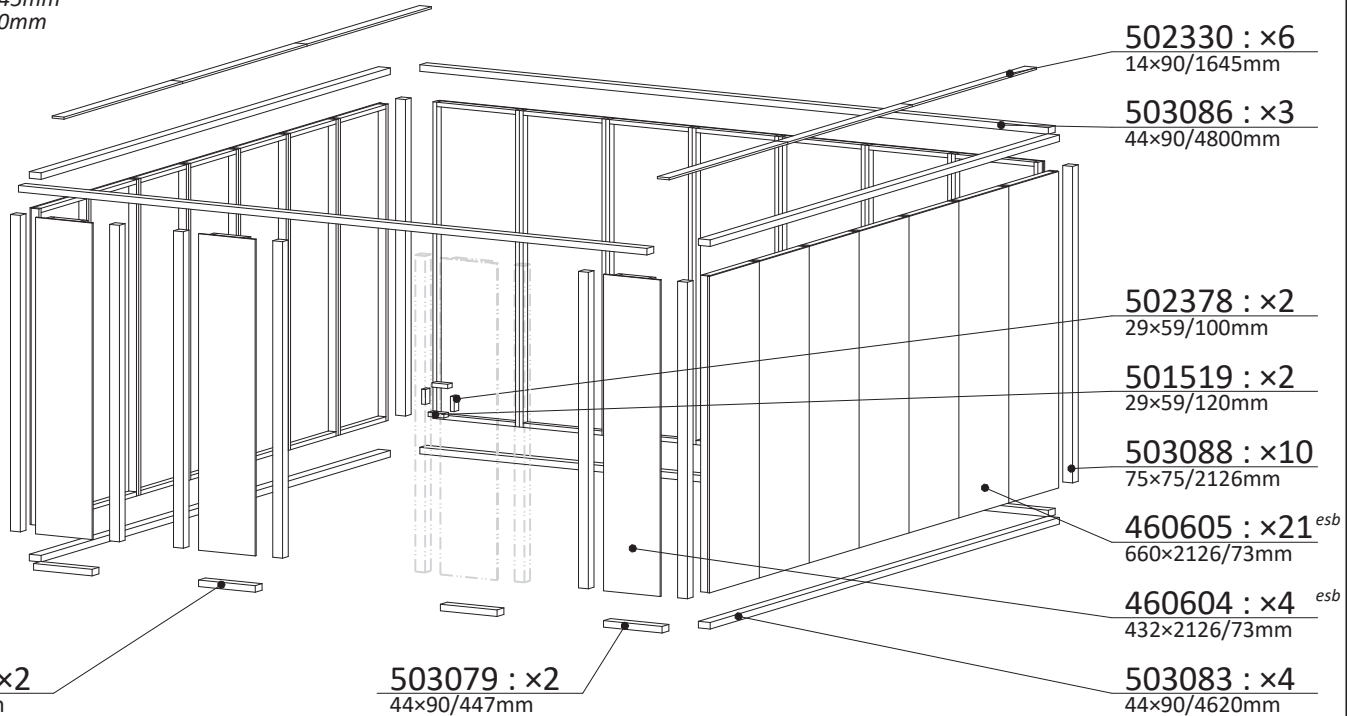 502330 : ×6
14×90/1645mm
503086 : ×3
44×90/4800mm
502378 : ×2
29×59/100mm
501519 : ×2
29×59/120mm
503088 : ×10
75×75/2126mm
460605 : ×21 esb
660×2126/73mm
460604 : ×4 esb
432×2126/73mm
503083 : ×4
44×90/4620mm
×2
503079 : ×2
44×90/447mm